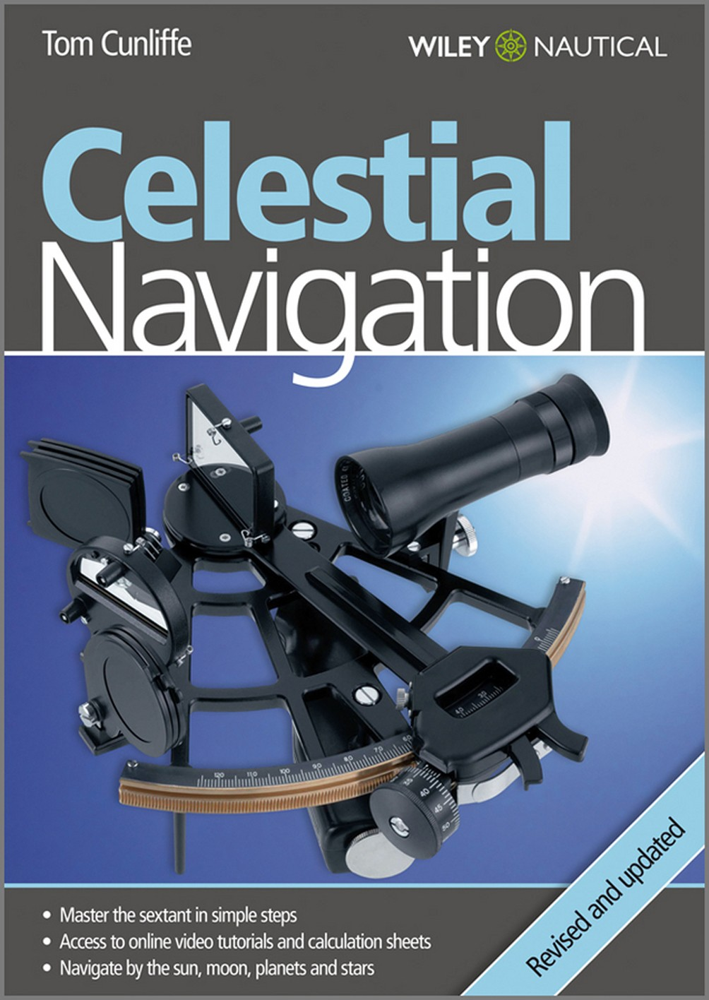 Tom Cunliffe
WILEY NAUTICAL
Celestial
Navigation
COATED
0
40 30
120 110 100 90 80 70 60
35
40
45
50
Revised and updated
• Master the sextant in simple steps
• Access to online video tutorials and calculation sheets
• Navigate by the sun, moon, planets and stars